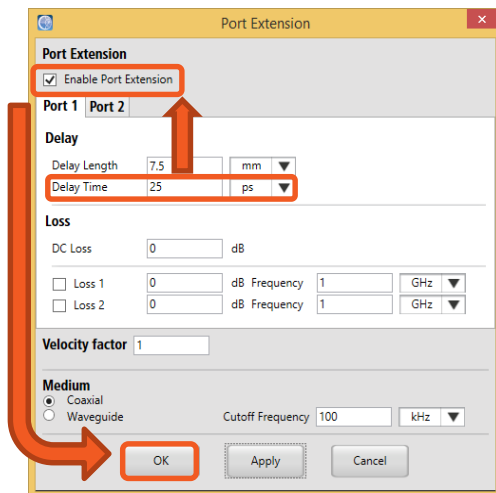 Port Extension
Port Extension
Enable Port Extension
Port 1 Port 2
Delay
Delay Length 7.5 mm
Delay Time 25 ps
Loss
DC Loss 0 dB
Loss 1 0 dB Frequency 1 GHz
Loss 2 0 dB Frequency 1 GHz
Velocity factor 1
Medium
Coaxial
Waveguide Cutoff Frequency 100 kHz
OK Apply Cancel